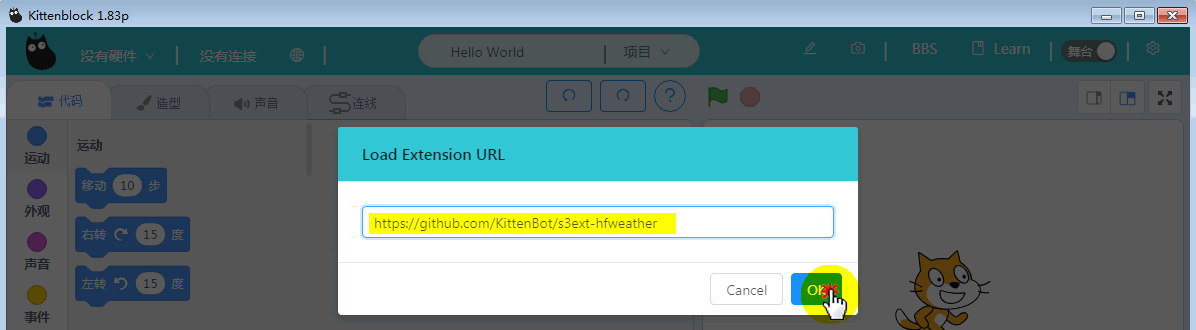 Kittenblock 1.83p
没有硬件
没有连接
Hello World
项目
BBS
Learn
舞台
代码
造型
声音
连线
运动
外观
声音
事件
运动
移动 10 步
右转 15 度
左转 15 度
Load Extension URL
https://github.com/KittenBot/s3ext-hfweather
Cancel
OK